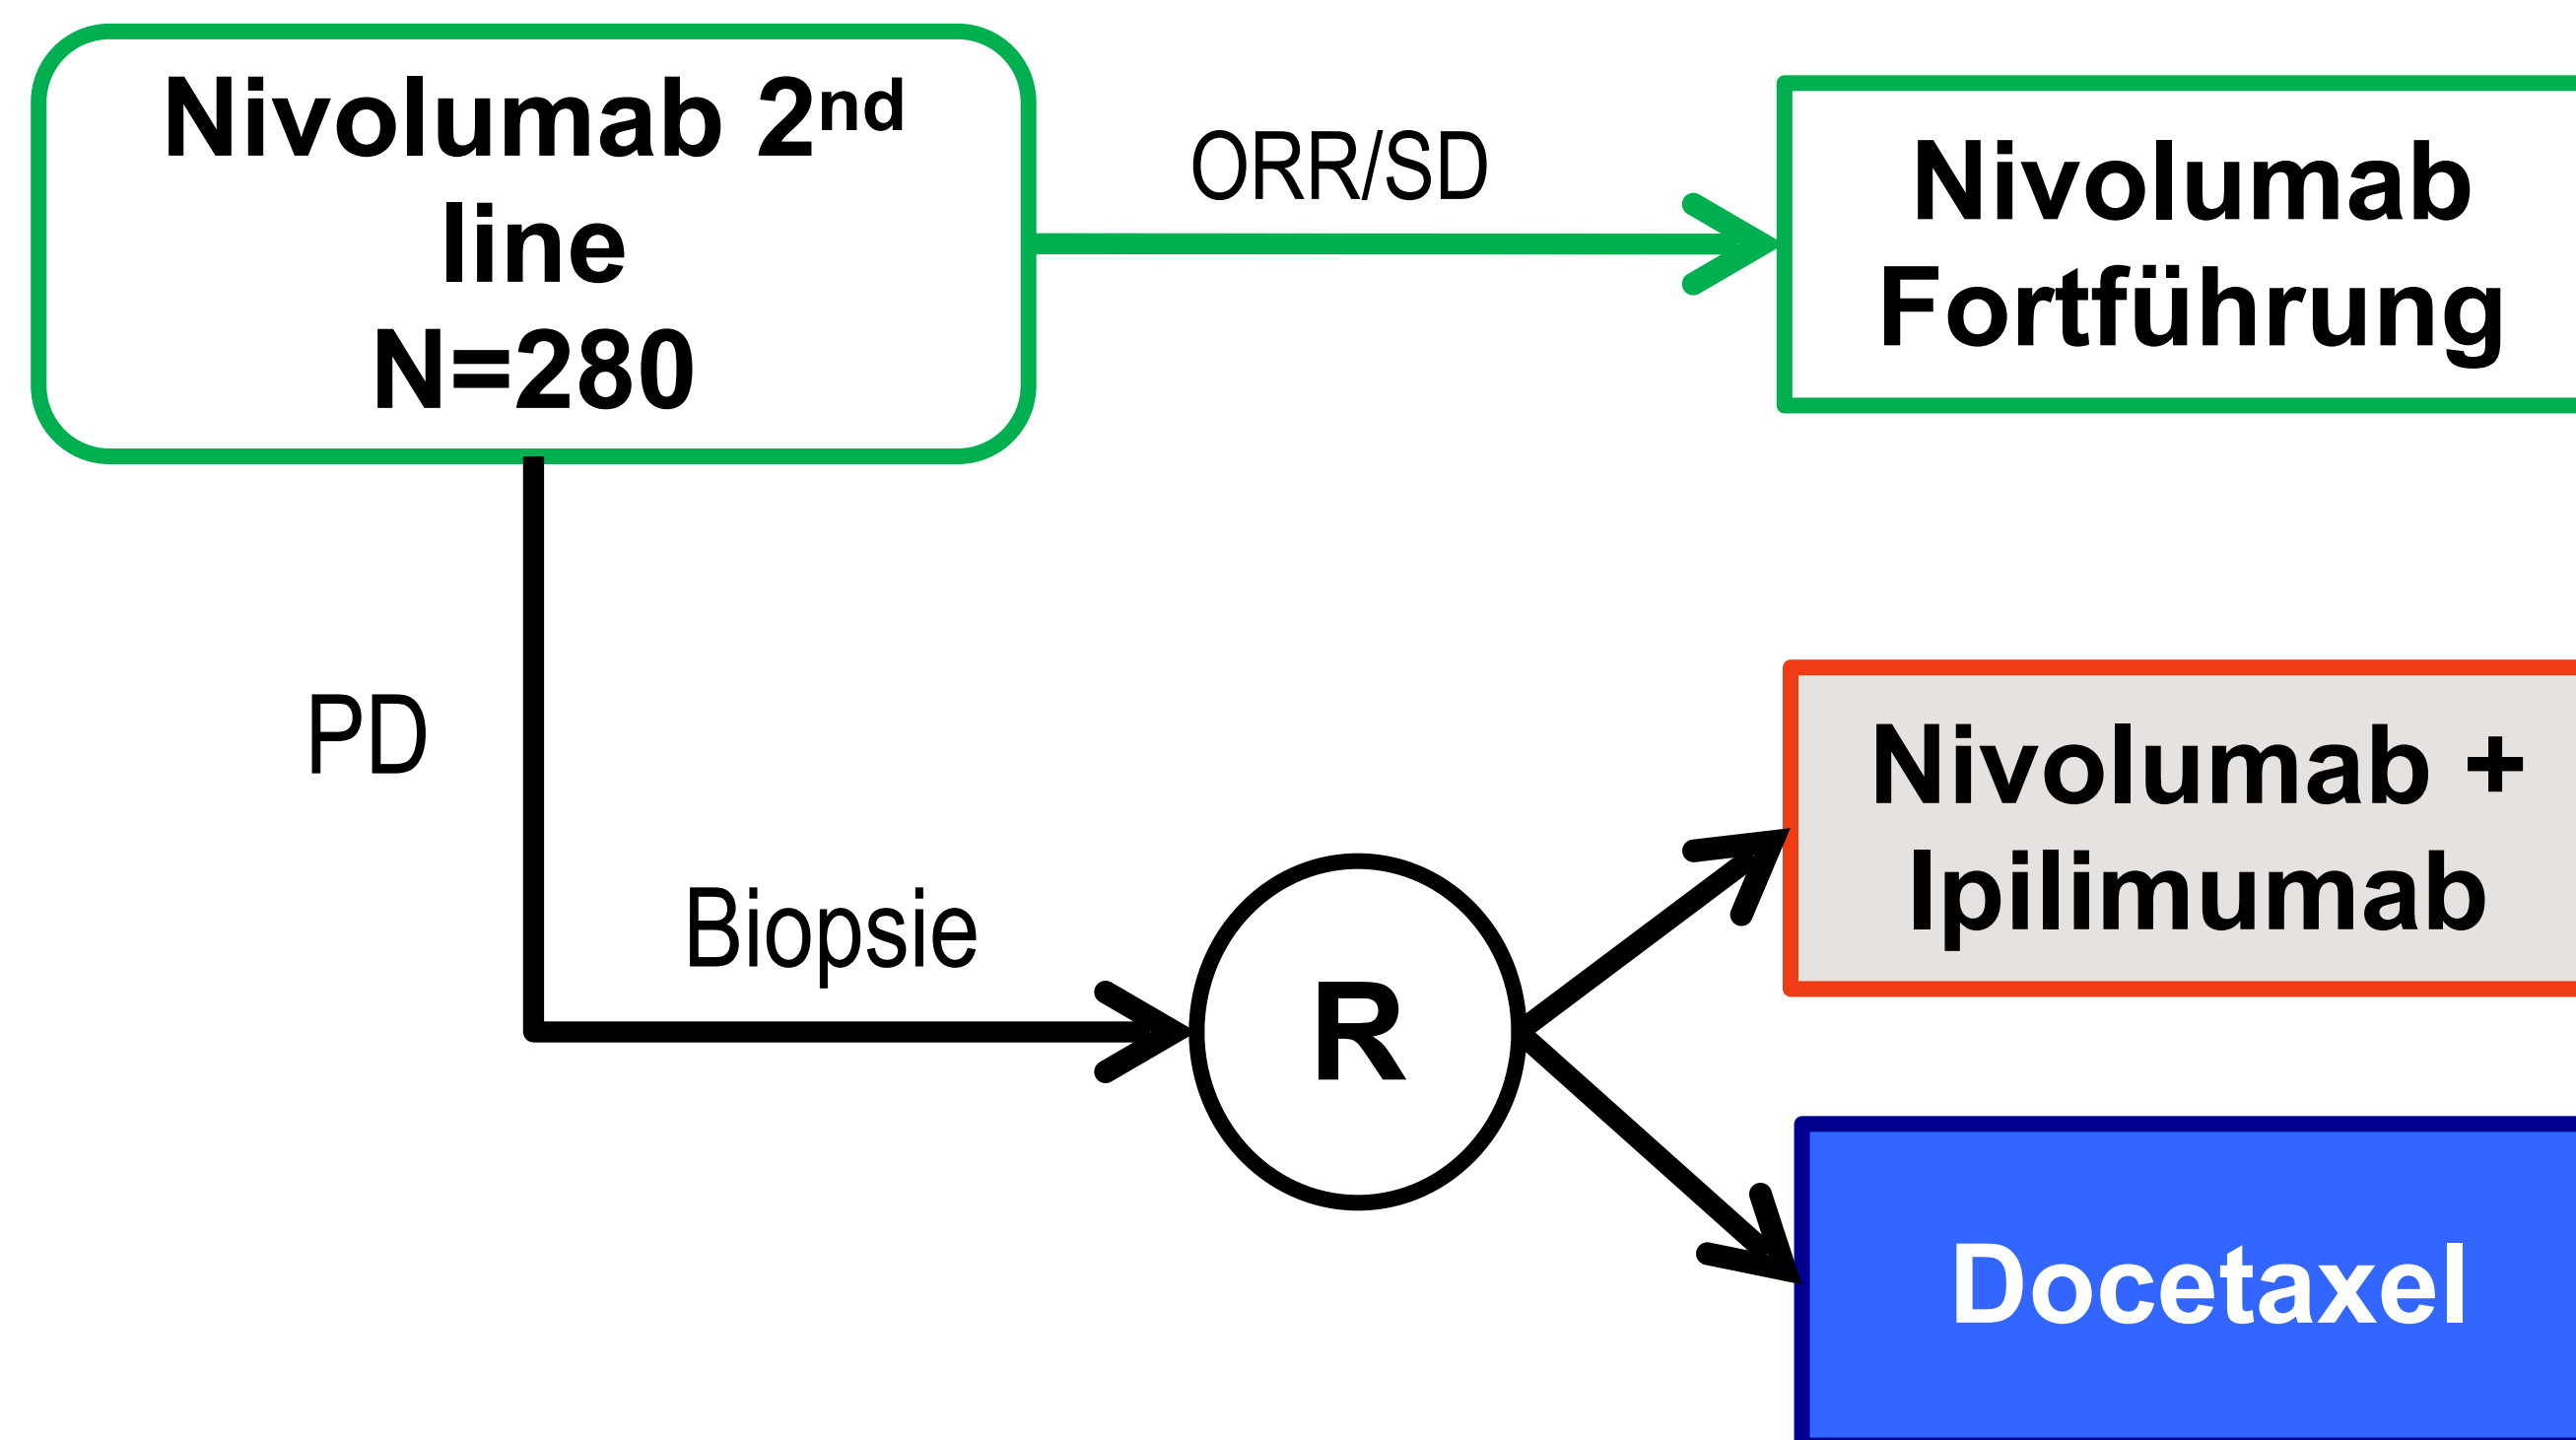 Nivolumab 2nd
line
N=280
ORR/SD
Nivolumab
Fortführung
PD
Biopsie
R
Nivolumab +
Ipilimumab
Docetaxel